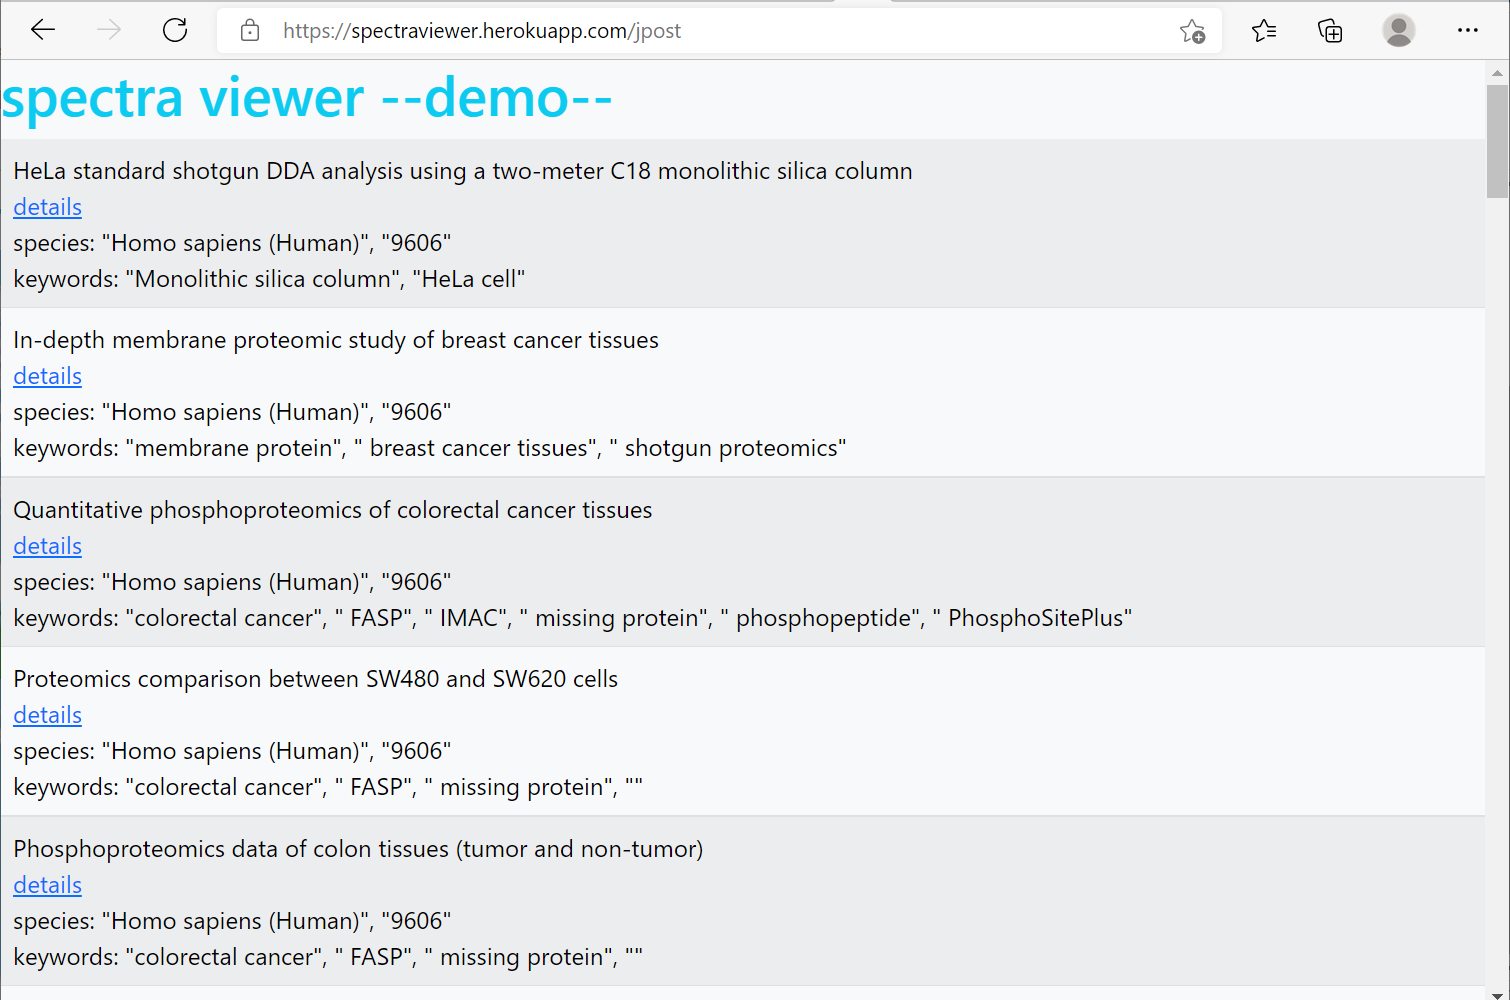 https://spectraviewer.herokuapp.com/jpost
spectra viewer --demo--
HeLa standard shotgun DDA analysis using a two-meter C18 monolithic silica column
details
species: "Homo sapiens (Human)", "9606"
keywords: "Monolithic silica column", "HeLa cell"
In-depth membrane proteomic study of breast cancer tissues
details
species: "Homo sapiens (Human)", "9606"
keywords: "membrane protein", " breast cancer tissues", " shotgun proteomics"
Quantitative phosphoproteomics of colorectal cancer tissues
details
species: "Homo sapiens (Human)", "9606"
keywords: "colorectal cancer", " FASP", " IMAC", " missing protein", " phosphopeptide", " PhosphoSitePlus"
Proteomics comparison between SW480 and SW620 cells
details
species: "Homo sapiens (Human)", "9606"
keywords: "colorectal cancer", " FASP", " missing protein", ""
Phosphoproteomics data of colon tissues (tumor and non-tumor)
details
species: "Homo sapiens (Human)", "9606"
keywords: "colorectal cancer", " FASP", " missing protein", ""